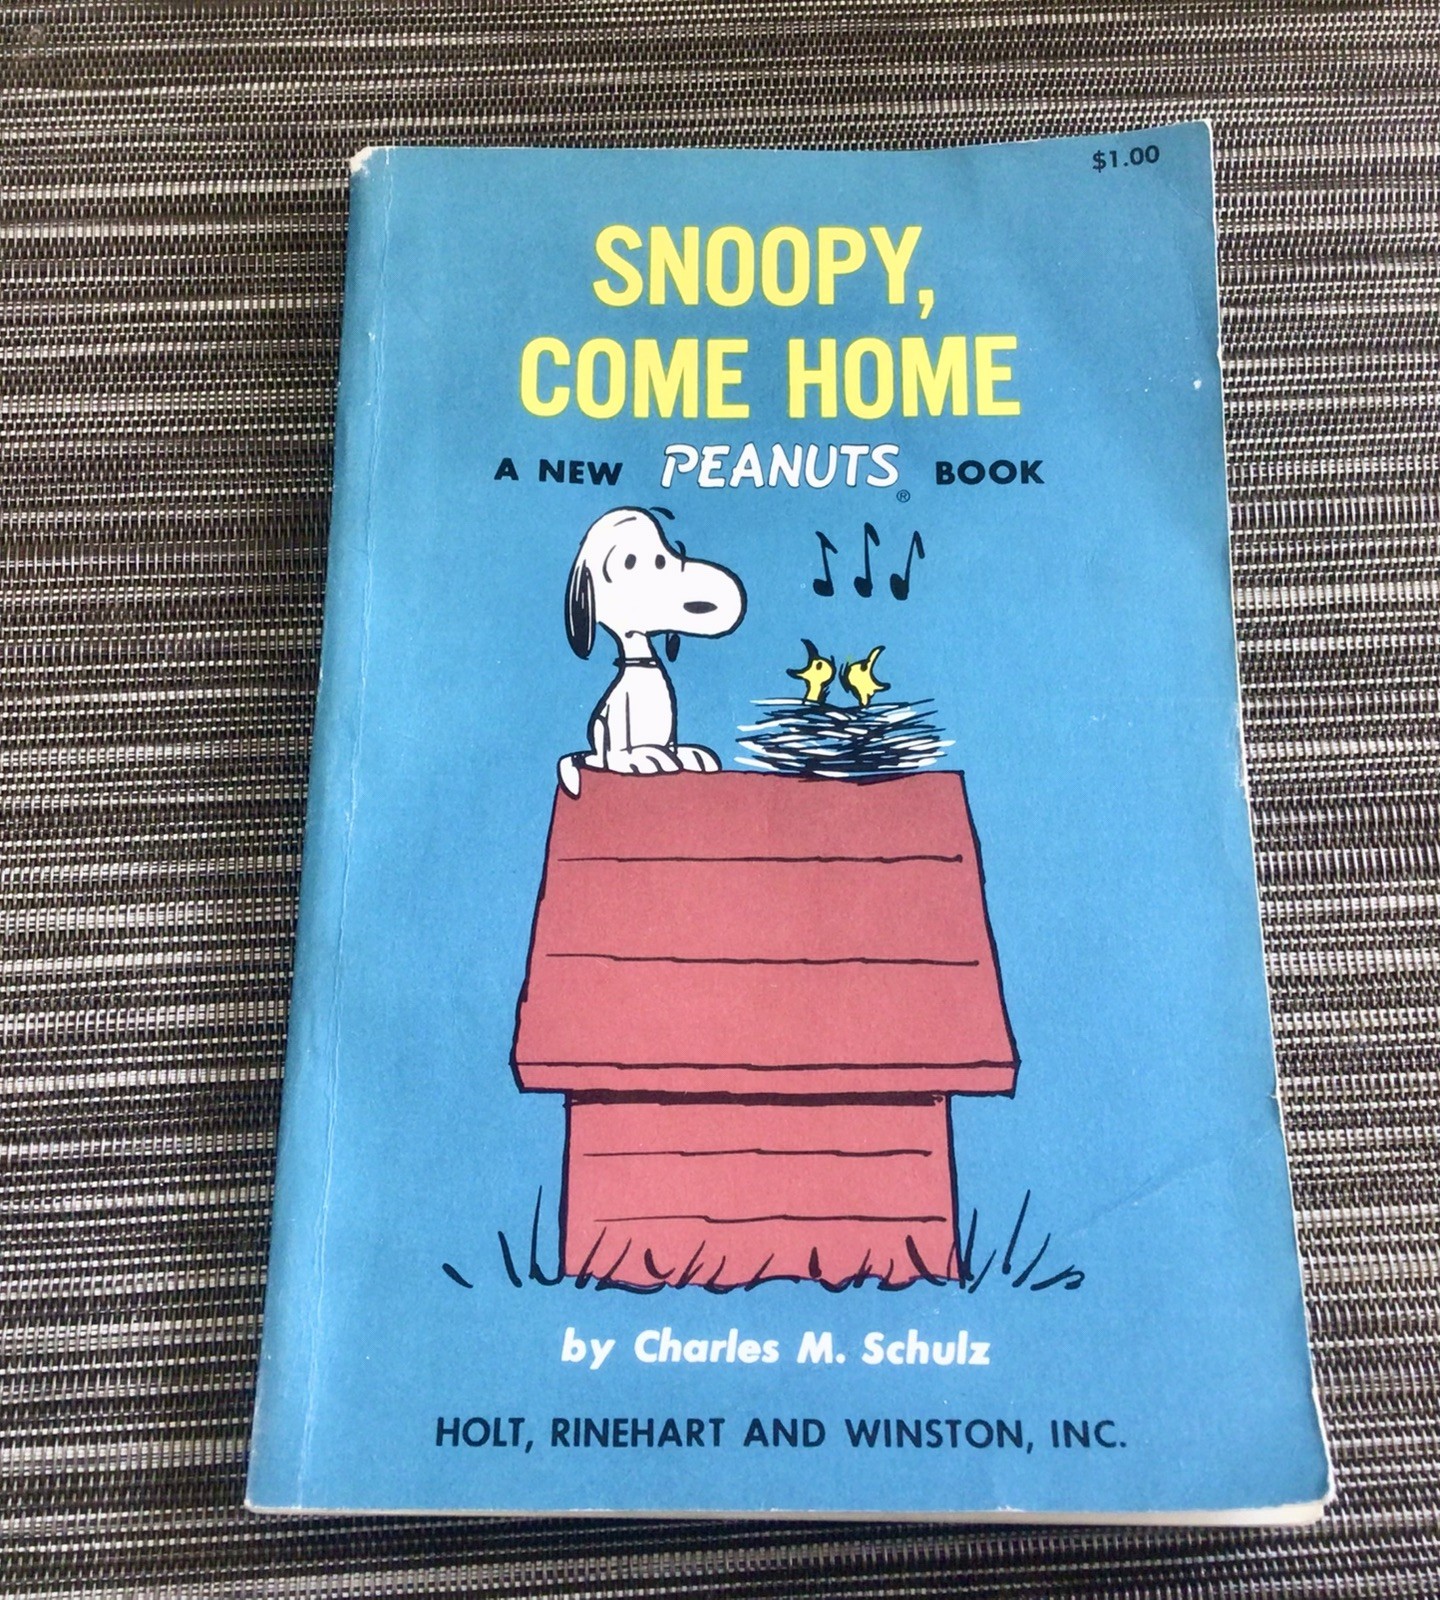 $1.00
SNOOPY,
COME HOME
A NEW PEANUTS® BOOK
by Charles M. Schulz
HOLT, RINEHART AND WINSTON, INC.